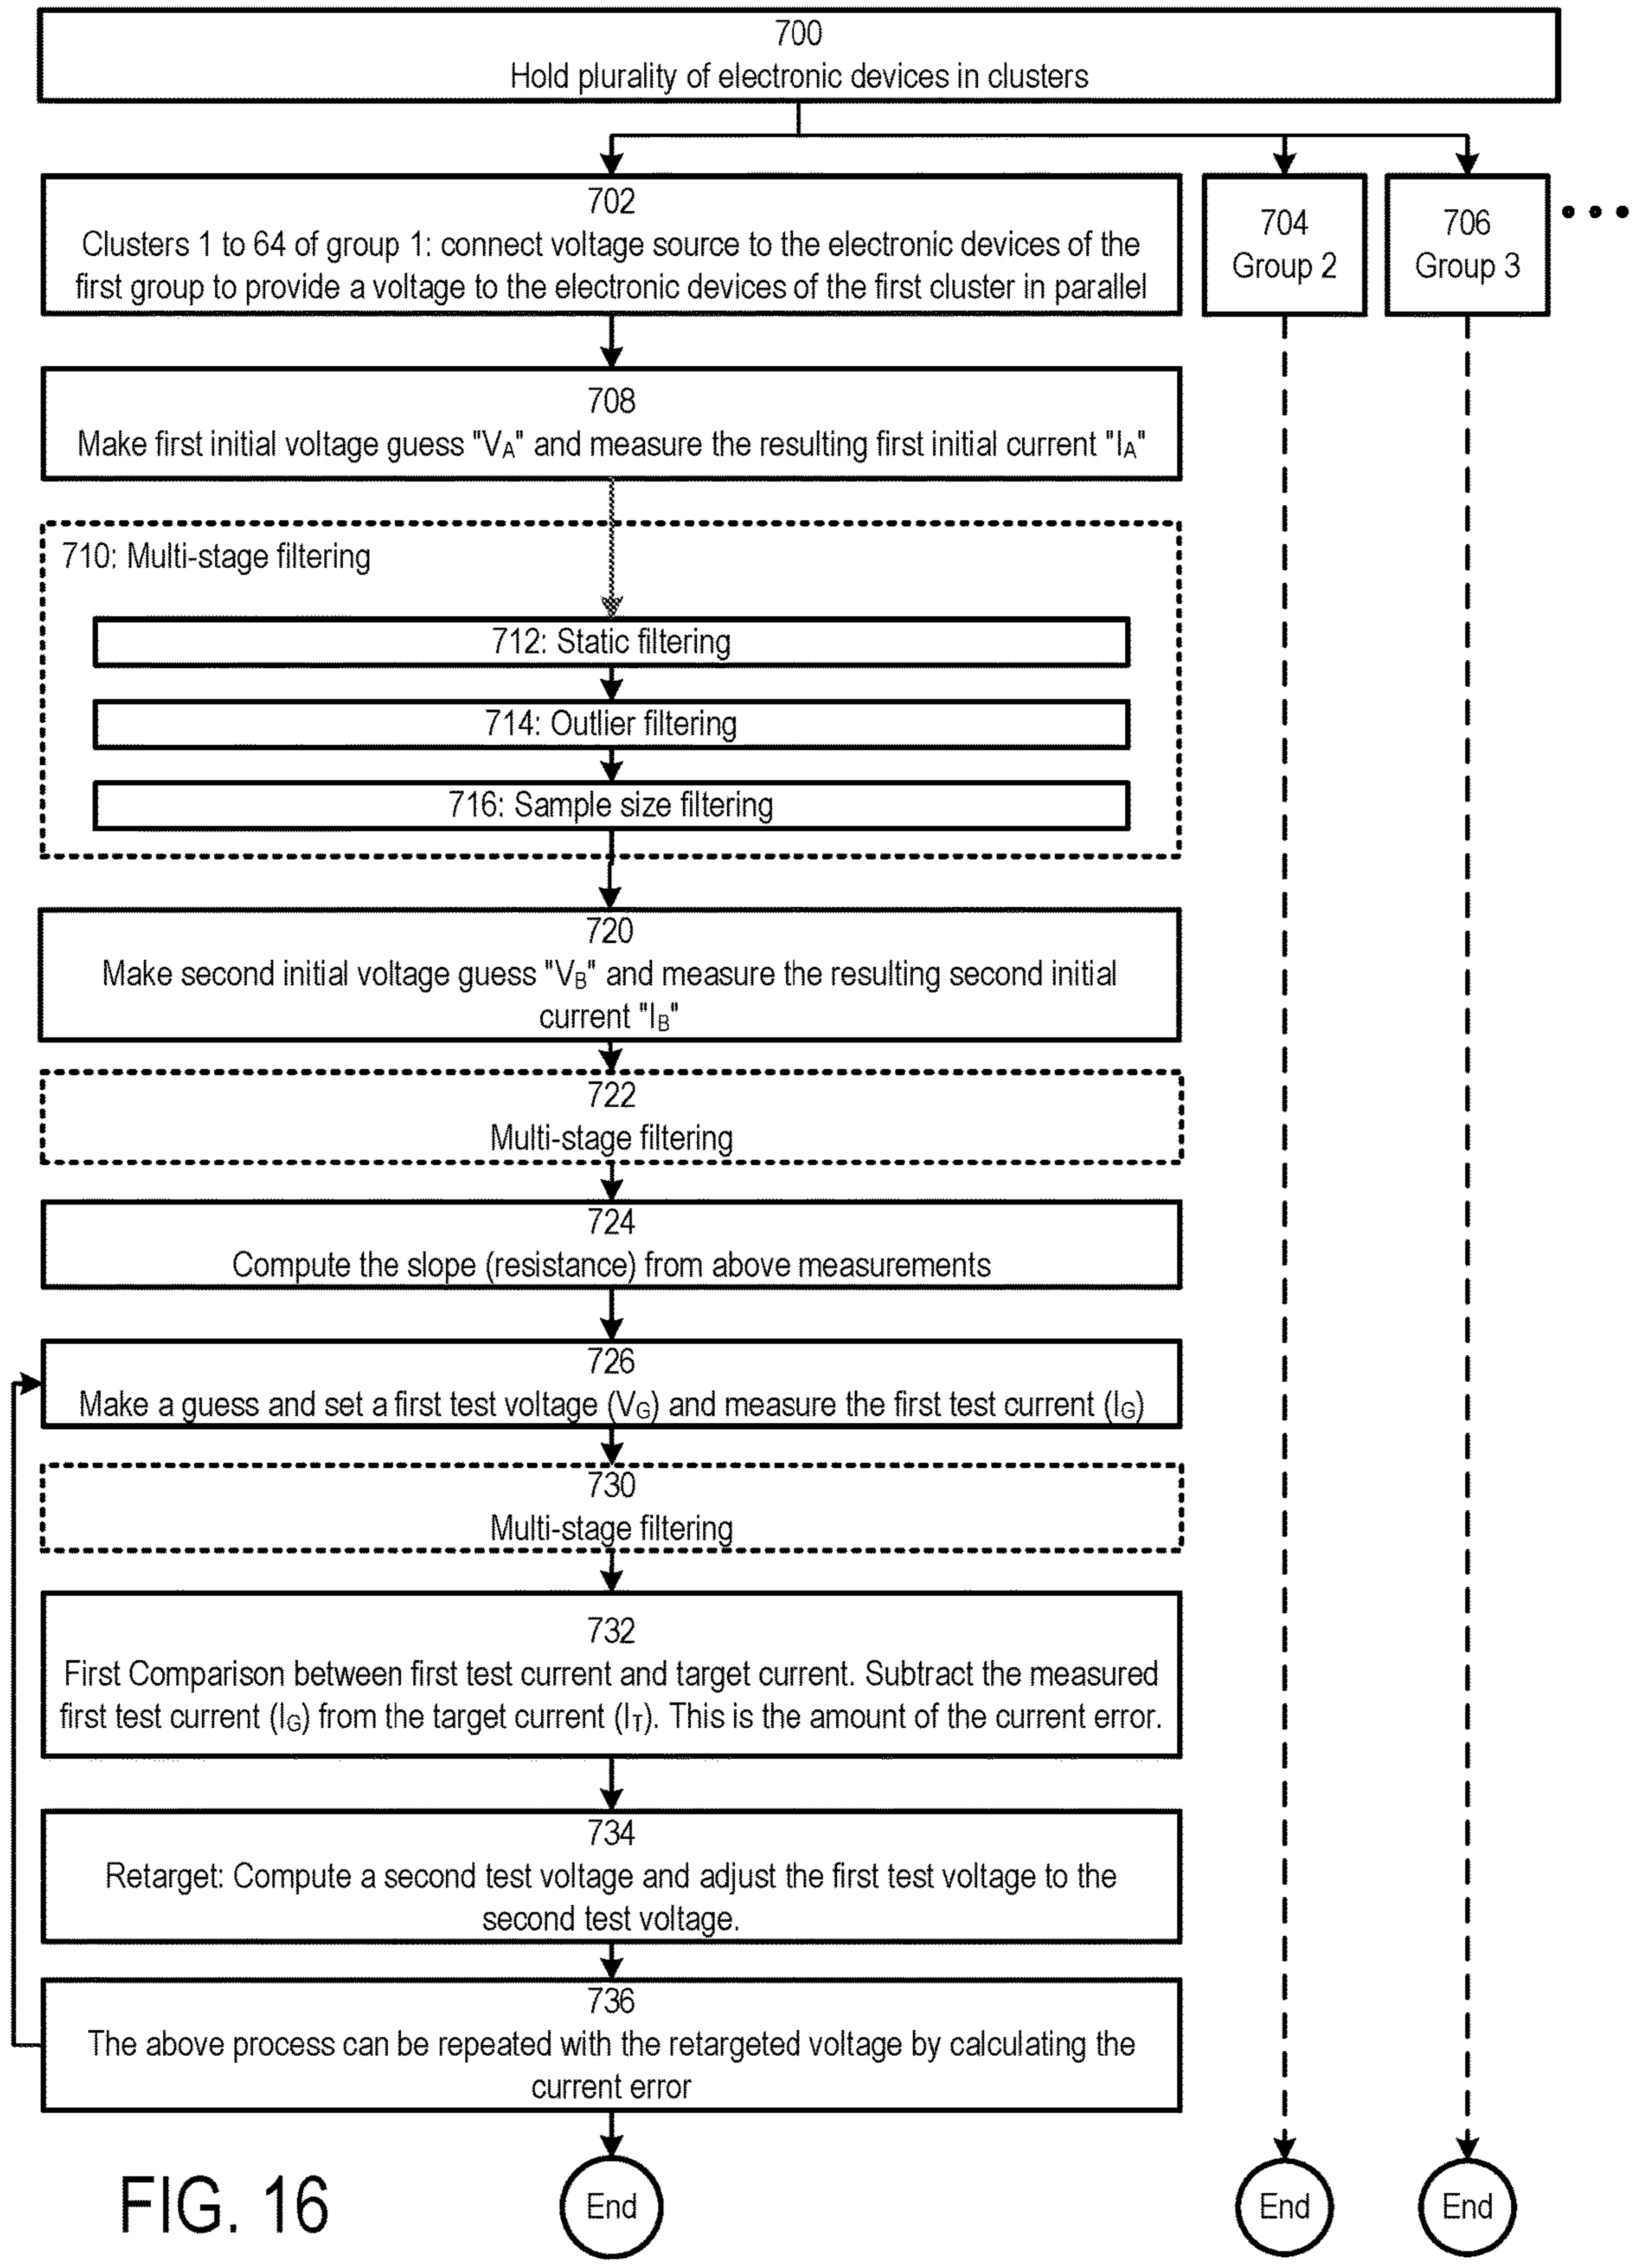 700
Hold plurality of electronic devices in clusters
702
Clusters 1 to 64 of group 1: connect voltage source to the electronic devices of the
first group to provide a voltage to the electronic devices of the first cluster in parallel
704
Group 2
706
Group 3
708
Make first initial voltage guess "VA" and measure the resulting first initial current "IA"
710: Multi-stage filtering
712: Static filtering
714: Outlier filtering
716: Sample size filtering
720
Make second initial voltage guess "VB" and measure the resulting second initial
current "IB"
722
Multi-stage filtering
724
Compute the slope (resistance) from above measurements
726
Make a guess and set a first test voltage (VG) and measure the first test current (IG)
730
Multi-stage filtering
732
First Comparison between first test current and target current. Subtract the measured
first test current (IG) from the target current (IT). This is the amount of the current error.
734
Retarget: Compute a second test voltage and adjust the first test voltage to the
second test voltage.
736
The above process can be repeated with the retargeted voltage by calculating the
current error
End
End
End
FIG. 16